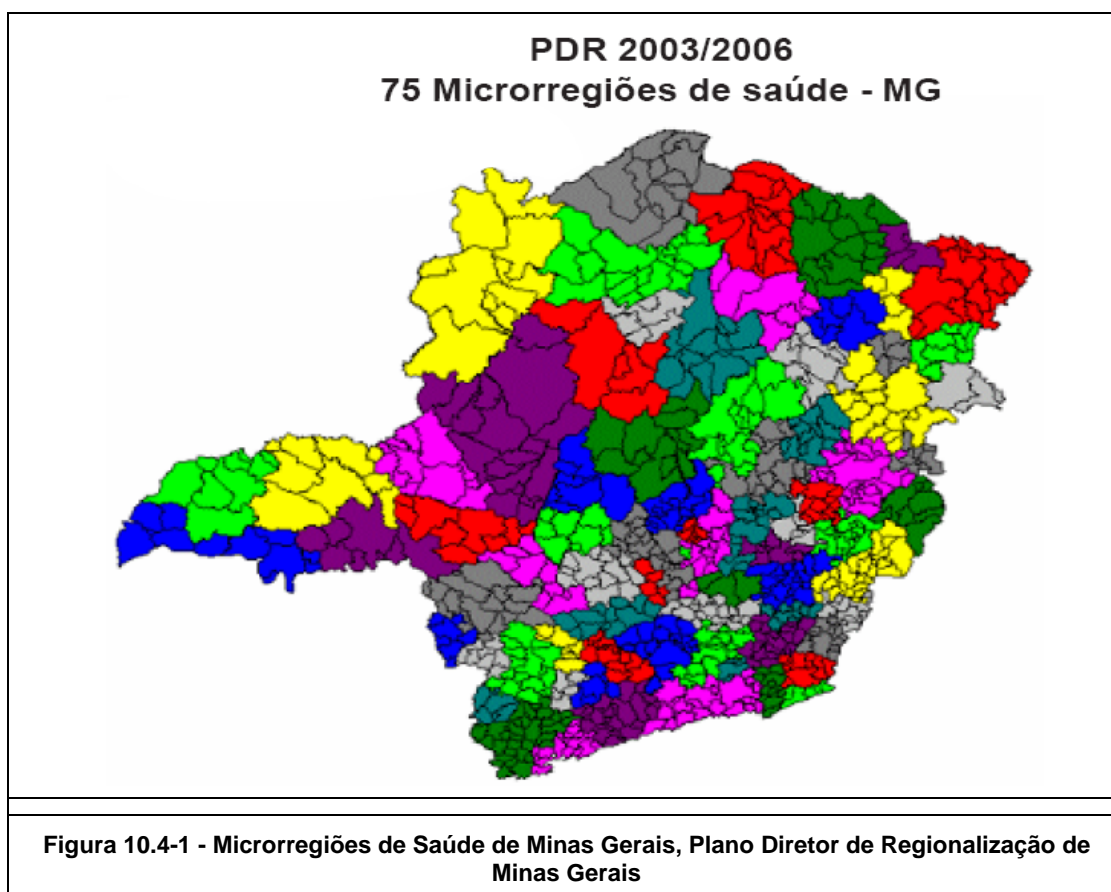 PDR 2003/2006
75 Microrregiões de saúde - MG
Figura 10.4-1 - Microrregiões de Saúde de Minas Gerais, Plano Diretor de Regionalização de
Minas Gerais